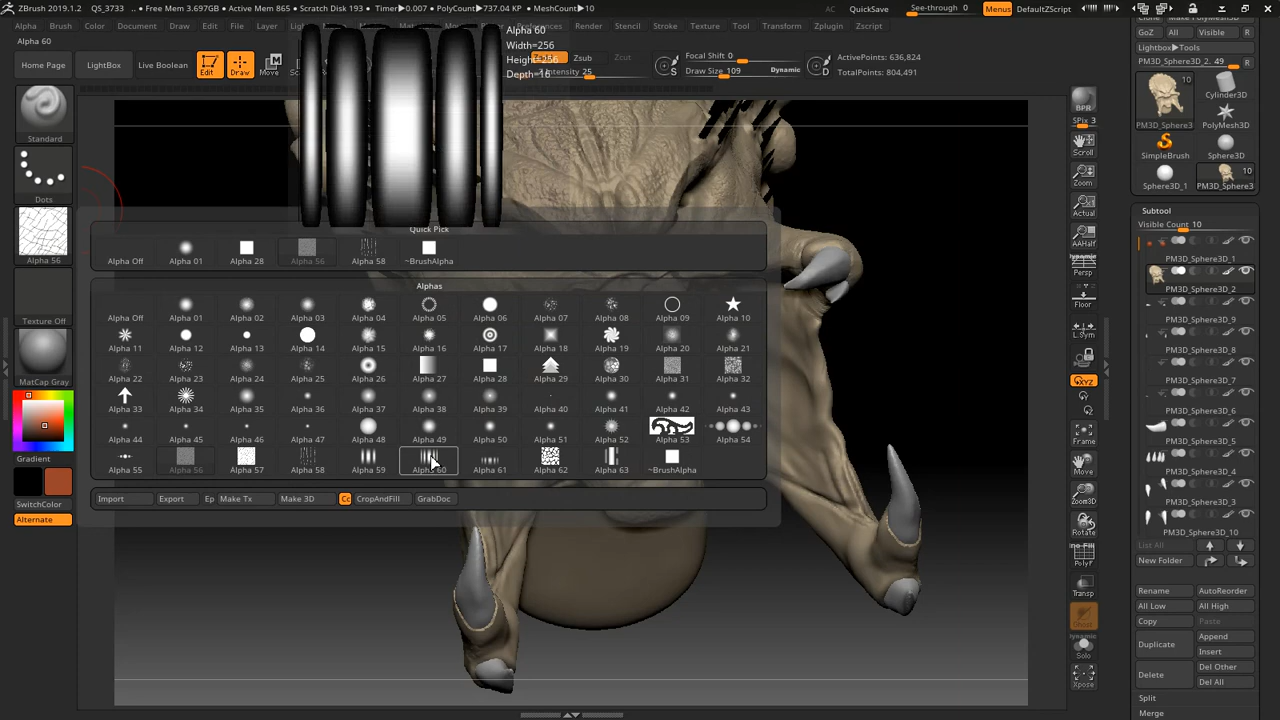 ZBrush 2019.1.2 QS_3733 .. • Free Mem 3.697GB • Active Mem 865 • Scratch Disk 193 • Timer▶0.007 • PolyCount▶737.04 KP • MeshCount▶10
AC QuickSave See-through 0 Menus DefaultZScript
Alpha Brush Color Document Draw Edit
Render Stencil Stroke Texture Tool Transform Zplugin Zscript
Alpha 60
Alpha 60
Width=256
Height=256
Depth=16
Home Page LightBox Live Boolean Edit Draw Move
Zsub Zcut
Intensity 25
Focal Shift 0
Draw Size 109 Dynamic
ActivePoints: 636,824
TotalPoints: 804,491
Standard
Dots
Alpha 56
Texture Off
MatCap Gray
Gradient
SwitchColor
Alternate
Quick Pick
Alpha Off Alpha 01 Alpha 28 Alpha 56 Alpha 58 ~BrushAlpha
Alphas
Alpha Off Alpha 01 Alpha 02 Alpha 03 Alpha 04 Alpha 05 Alpha 06 Alpha 07 Alpha 08 Alpha 09 Alpha 10
Alpha 11 Alpha 12 Alpha 13 Alpha 14 Alpha 15 Alpha 16 Alpha 17 Alpha 18 Alpha 19 Alpha 20 Alpha 21
Alpha 22 Alpha 23 Alpha 24 Alpha 25 Alpha 26 Alpha 27 Alpha 28 Alpha 29 Alpha 30 Alpha 31 Alpha 32
Alpha 33 Alpha 34 Alpha 35 Alpha 36 Alpha 37 Alpha 38 Alpha 39 Alpha 40 Alpha 41 Alpha 42 Alpha 43
Alpha 44 Alpha 45 Alpha 46 Alpha 47 Alpha 48 Alpha 49 Alpha 50 Alpha 51 Alpha 52 Alpha 53 Alpha 54
Alpha 55 Alpha 56 Alpha 57 Alpha 58 Alpha 59 Alpha 60 Alpha 61 Alpha 62 Alpha 63 ~BrushAlpha
Import Export Ep Make Tx Make 3D Cc CropAndFill GrabDoc
BPR
SPix 3
Scroll
Zoom
Actual
AAHalf
Dynamic
Persp
Floor
L.Sym
XYZ
Frame
Move
Zoom3D
Rotate
Line Fill
PolyF
Transp
Ghost
Dynamic
Solo
Xpose
GoZ All Visible R
Lightbox▶Tools
PM3D_Sphere3D_2. 49 R
10
PM3D_Sphere3 Cylinder3D
PolyMesh3D
SimpleBrush Sphere3D
10
Sphere3D_1 PM3D_Sphere3
Subtool
Visible Count 10
PM3D_Sphere3D_1
PM3D_Sphere3D_2
PM3D_Sphere3D_9
PM3D_Sphere3D_8
PM3D_Sphere3D_7
PM3D_Sphere3D_6
PM3D_Sphere3D_5
PM3D_Sphere3D_4
PM3D_Sphere3D_3
PM3D_Sphere3D_10
List All
New Folder
Rename AutoReorder
All Low All High
Copy Paste
Duplicate Append
Insert
Delete Del Other
Del All
Split
Merge